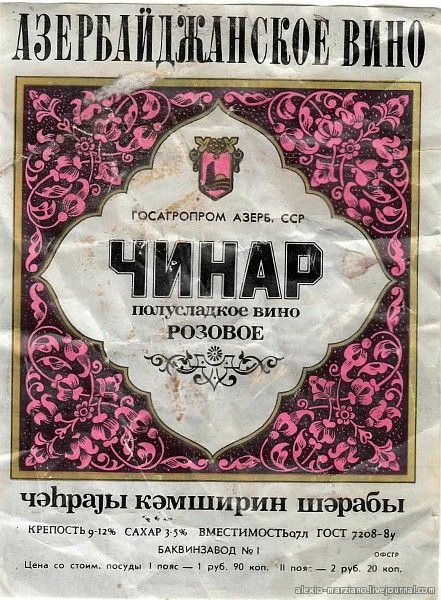 АЗЕРБАЙДЖАНСКОЕ ВИНО
ГОСАГРОПРОМ АЗЕРБ. ССР
ЧИНАР
ПОЛУСЛАДКОЕ ВИНО
РОЗОВОЕ
чәһрајы кәмширин шәрабы
КРЕПОСТЬ 9-12% САХАР 3-5% ВМЕСТИМОСТЬ 0,7л ГОСТ 7208-84
БАКВИНЗАВОД №1
ОФСГР
Цена со стоим. посуды I пояс — 1 руб. 90 коп. II пояс — 2 руб. 20 коп.
alexio-marziano.livejournal.com